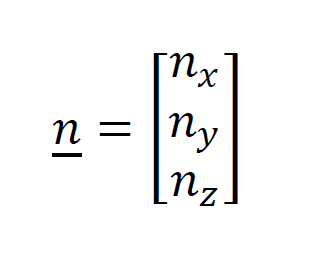 n = [n_x
n_y
n_z]